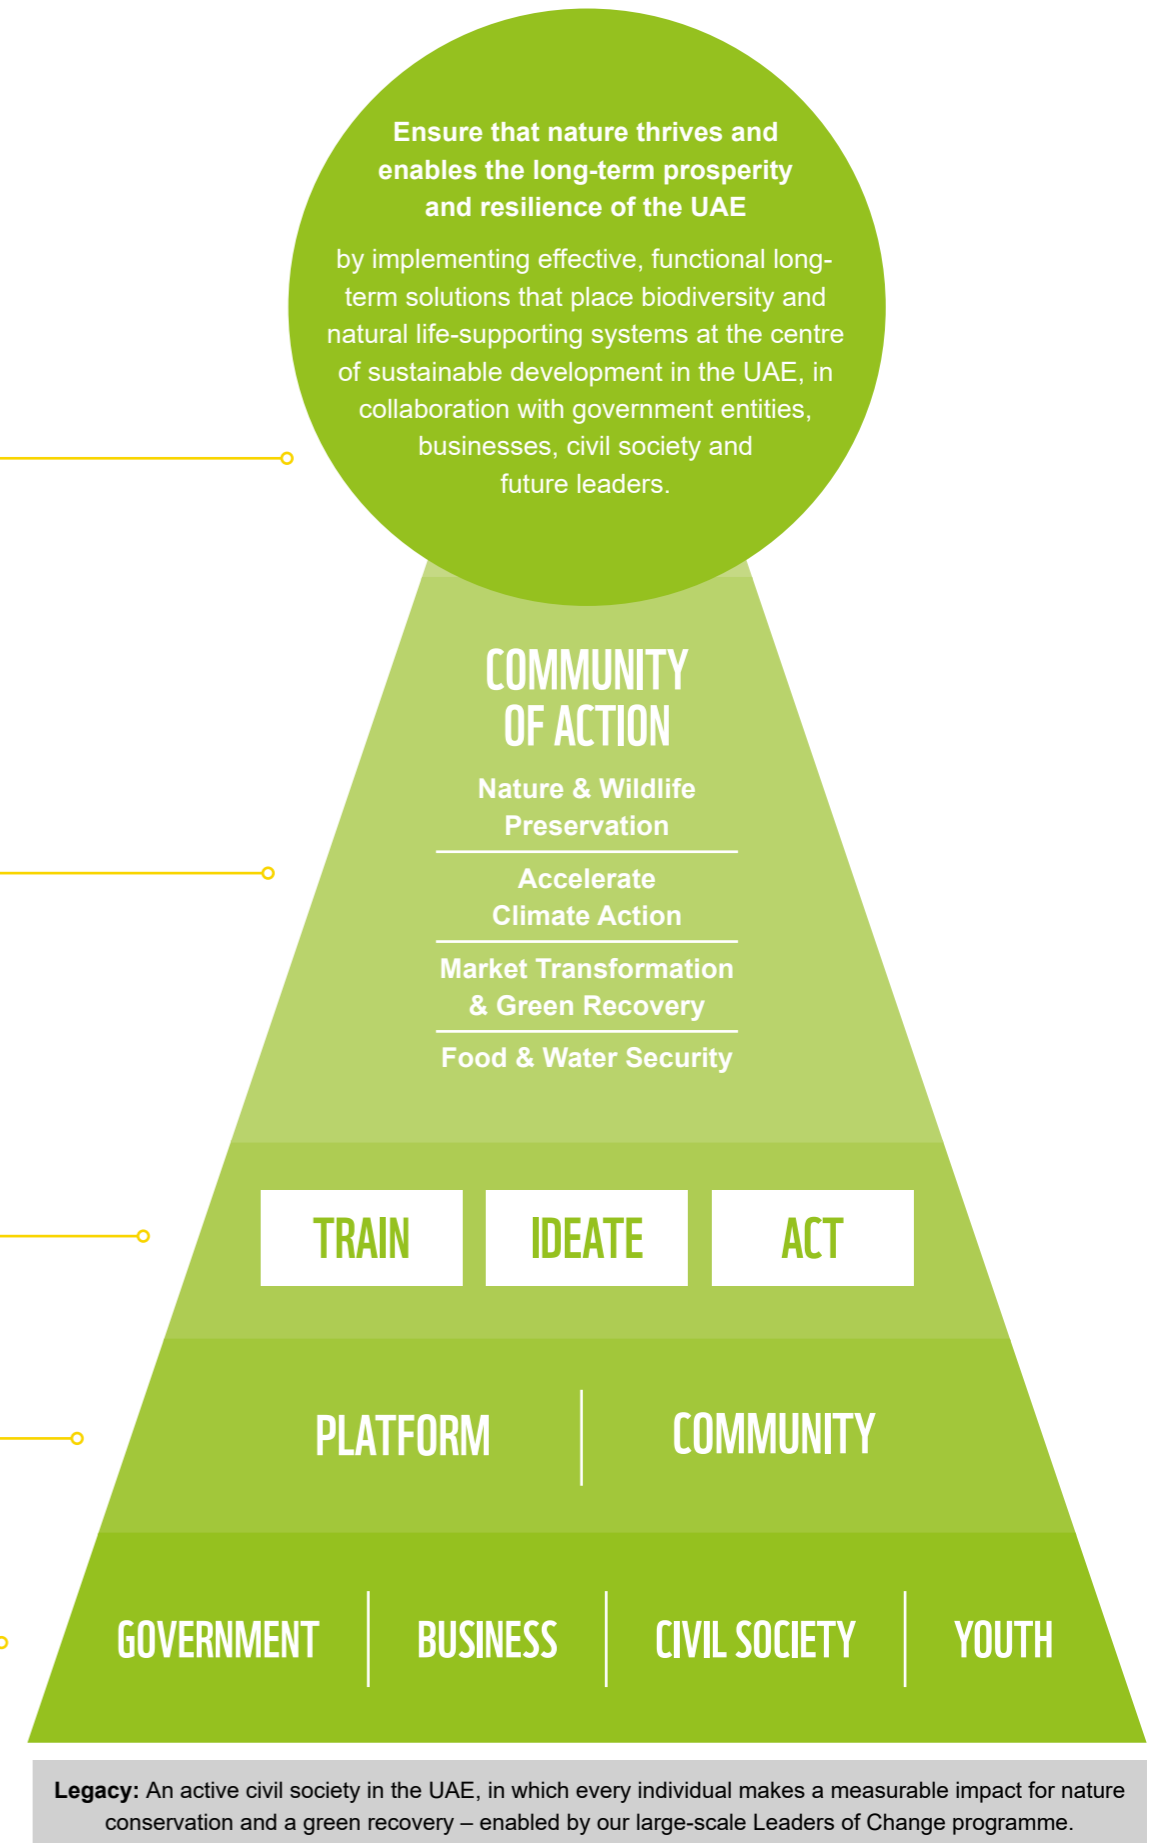 Ensure that nature thrives and
enables the long-term prosperity
and resilience of the UAE
by implementing effective, functional long-
term solutions that place biodiversity and
natural life-supporting systems at the centre
of sustainable development in the UAE, in
collaboration with government entities,
businesses, civil society and
future leaders.
COMMUNITY
OF ACTION
Nature & Wildlife
Preservation
Accelerate
Climate Action
Market Transformation
& Green Recovery
Food & Water Security
TRAIN IDEATE ACT
PLATFORM COMMUNITY
GOVERNMENT BUSINESS CIVIL SOCIETY YOUTH
Legacy: An active civil society in the UAE, in which every individual makes a measurable impact for nature
conservation and a green recovery – enabled by our large-scale Leaders of Change programme.